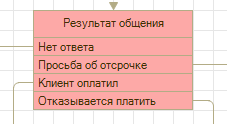 Результат общения
Нет ответа
Просьба об отсрочке
Клиент оплатил
Отказывается платить